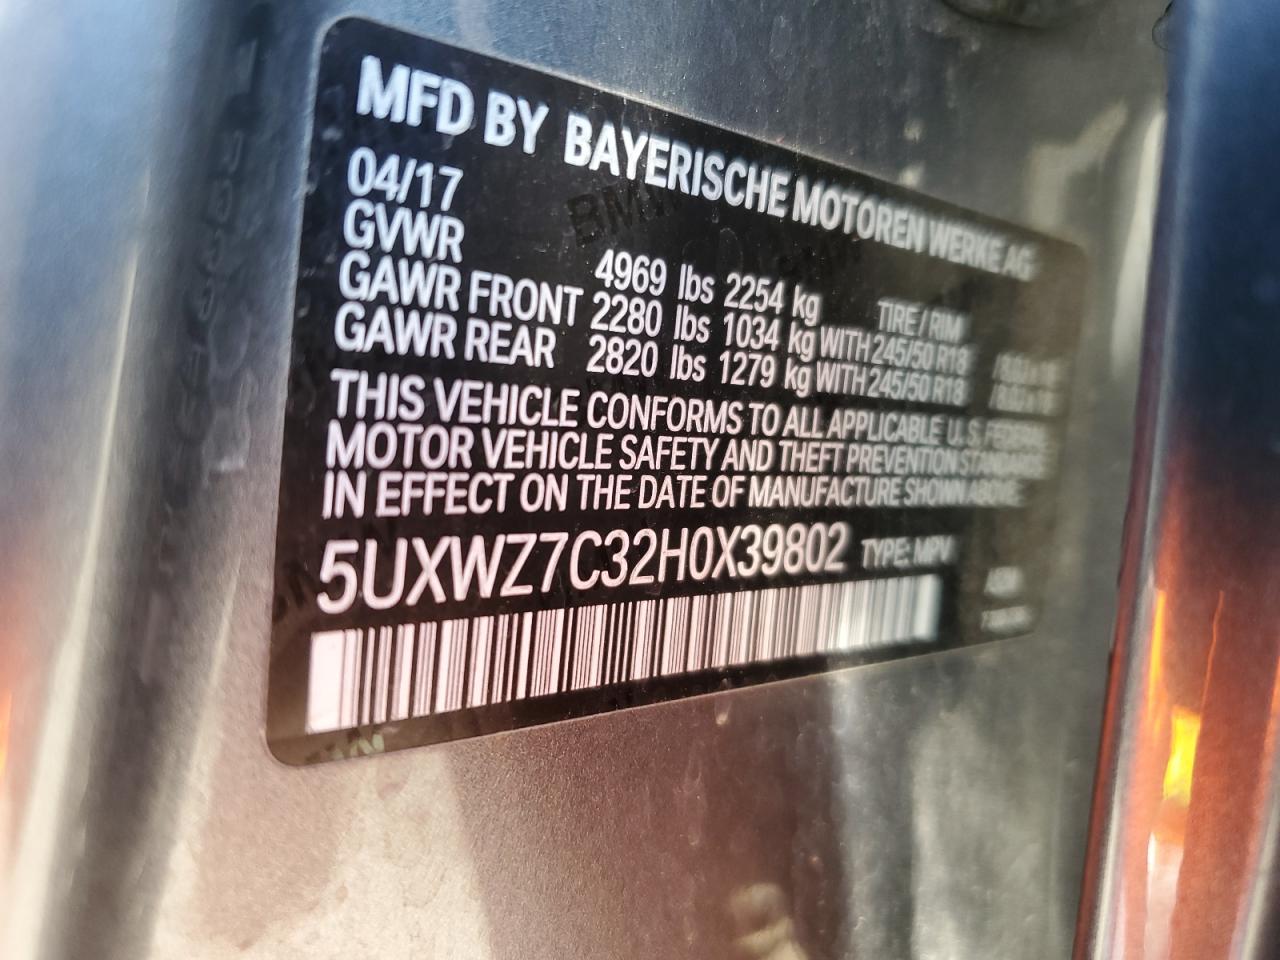 MFD BY BAYERISCHE MOTOREN WERKE AG
04/17
GVWR 4969 lbs 2254 kg TIRE / RIM
GAWR FRONT 2280 lbs 1034 kg WITH 245/50 R18
GAWR REAR 2820 lbs 1279 kg WITH 245/50 R18
THIS VEHICLE CONFORMS TO ALL APPLICABLE U.S. FEDERAL
MOTOR VEHICLE SAFETY AND THEFT PREVENTION STANDARDS
IN EFFECT ON THE DATE OF MANUFACTURE SHOWN ABOVE.
5UXWZ7C32H0X39802 TYPE: MPV